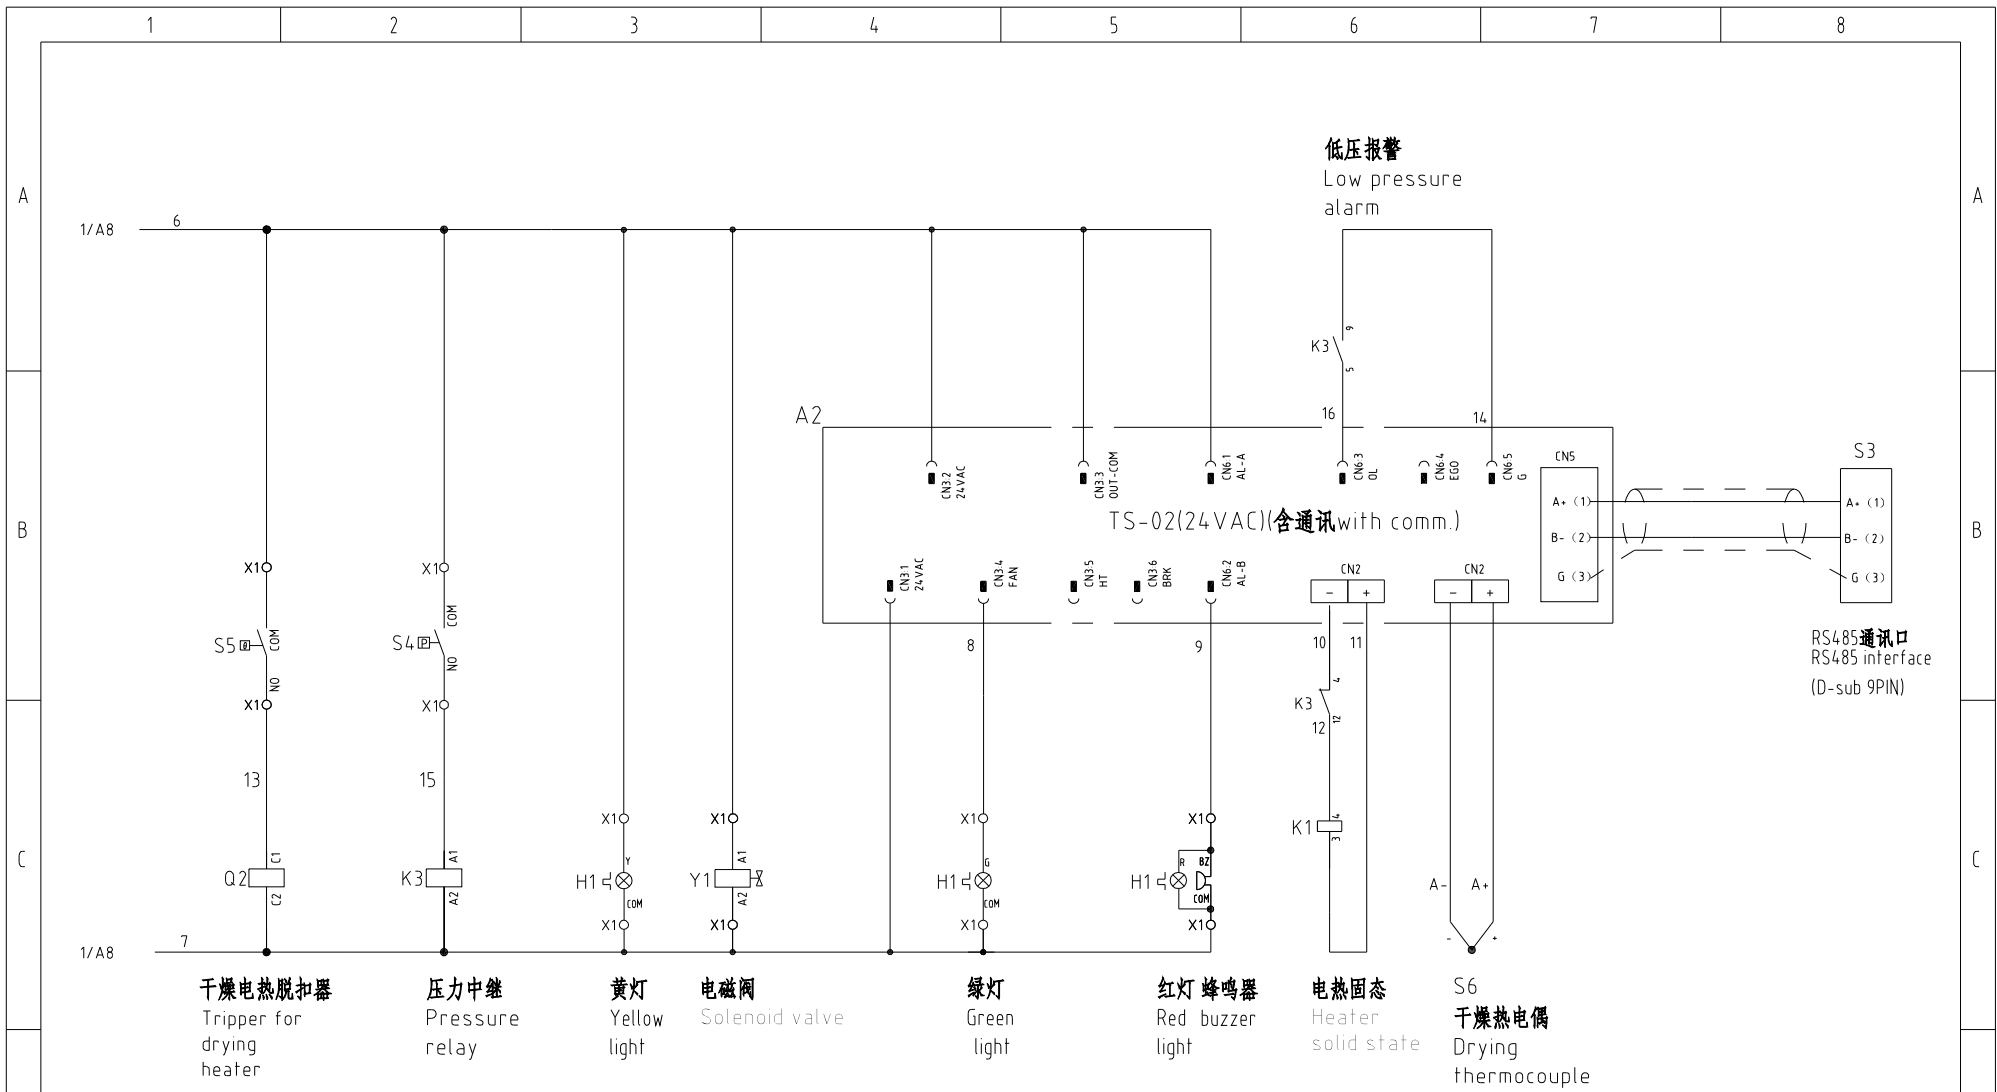 1 2 3 4 5 6 7 8
低压报警
Low pressure
alarm
A A
1/A8 6
9
K3
5
A2 16 14
S3
CN5
CN3:2
24VAC
CN3:3
OUT-COM
CN6:1
AL-A
CN6:3
OL
CN6:4
EGO
CN6:5
G
A+ (1) A+ (1)
TS-02(24VAC)(含通讯with comm.)
B B
B- (2) B- (2)
G (3) G (3)
X1 X1
CN3:1
24VAC
CN3:4
FAN
CN3:5
HT
CN3:6
BRK
CN6:2
AL-B
CN2 CN2
- + - +
COM COM
S5 S4 P
NO NO
8 9 10 11
RS485通讯口
RS485 interface
(D-sub 9PIN)
X1 X1
4
K3
12 12
13 15
X1 X1 X1 X1
K1 4
3
C C
C1 A1 Y A1 G R BZ
Q2 K3 H1 Y1 H1 H1
C2 A2 COM A2 COM COM
A- A+
X1 X1 X1 X1
- +
1/A8 7
干燥电热脱扣器
Tripper for
drying
heater
压力中继
Pressure
relay
黄灯
Yellow
light
电磁阀
Solenoid valve
绿灯
Green
light
红灯 蜂鸣器
Red buzzer
light
电热固态
Heater
solid state
S6
干燥热电偶
Drying
thermocouple